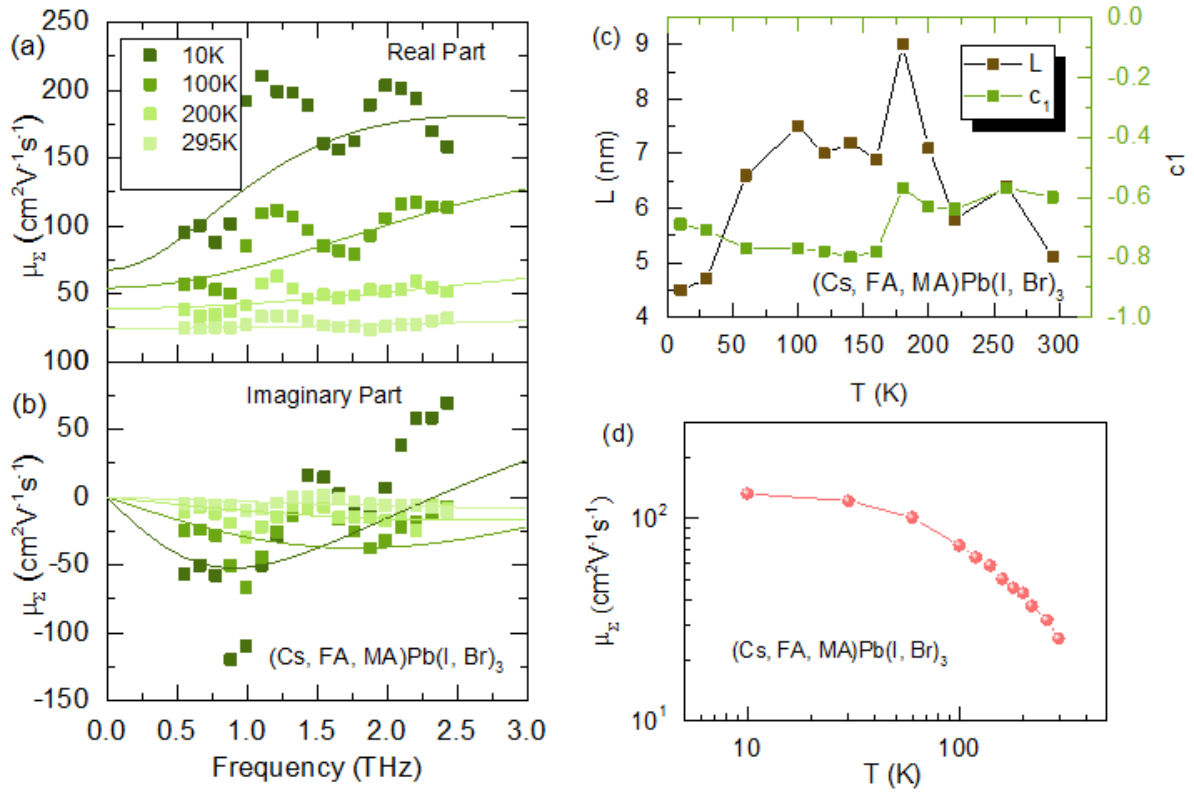 (a)
Real Part
10K
100K
200K
295K
250
200
150
100
50
0
μΣ (cm²V⁻¹s⁻¹)
(b)
Imaginary Part
100
50
0
-50
-100
-150
μΣ (cm²V⁻¹s⁻¹)
(Cs, FA, MA)Pb(I, Br)₃
0.0 0.5 1.0 1.5 2.0 2.5 3.0
Frequency (THz)
(c)
L
c₁
9
8
7
6
5
4
L (nm)
0.0
-0.2
-0.4
-0.6
-0.8
-1.0
c1
(Cs, FA, MA)Pb(I, Br)₃
0 50 100 150 200 250 300
T (K)
(d)
10²
10¹
μΣ (cm²V⁻¹s⁻¹)
(Cs, FA, MA)Pb(I, Br)₃
10 100
T (K)